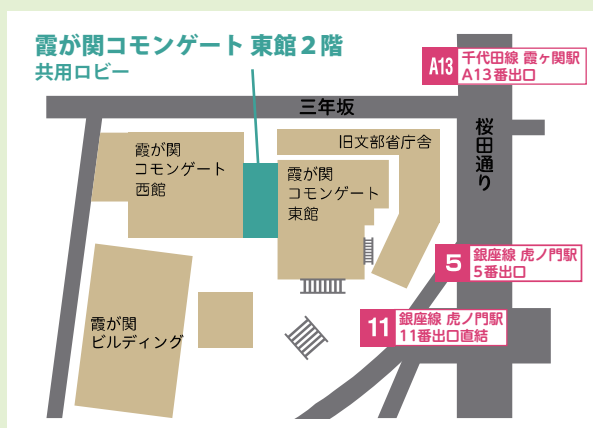 霞が関コモンゲート 東館2階
共用ロビー
A13
千代田線 霞ヶ関駅
A13番出口
三年坂
桜田通り
旧文部省庁舎
霞が関
コモンゲート
西館
霞が関
コモンゲート
東館
5
銀座線 虎ノ門駅
5番出口
11
銀座線 虎ノ門駅
11番出口直結
霞が関
ビルディング